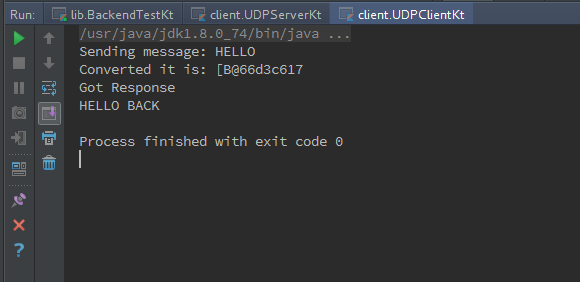 Run: lib.BackendTestKt client.UDPServerKt client.UDPClientKt
/usr/java/jdk1.8.0_74/bin/java ...
Sending message: HELLO
Converted it is: [B@66d3c617
Got Response
HELLO BACK
Process finished with exit code 0